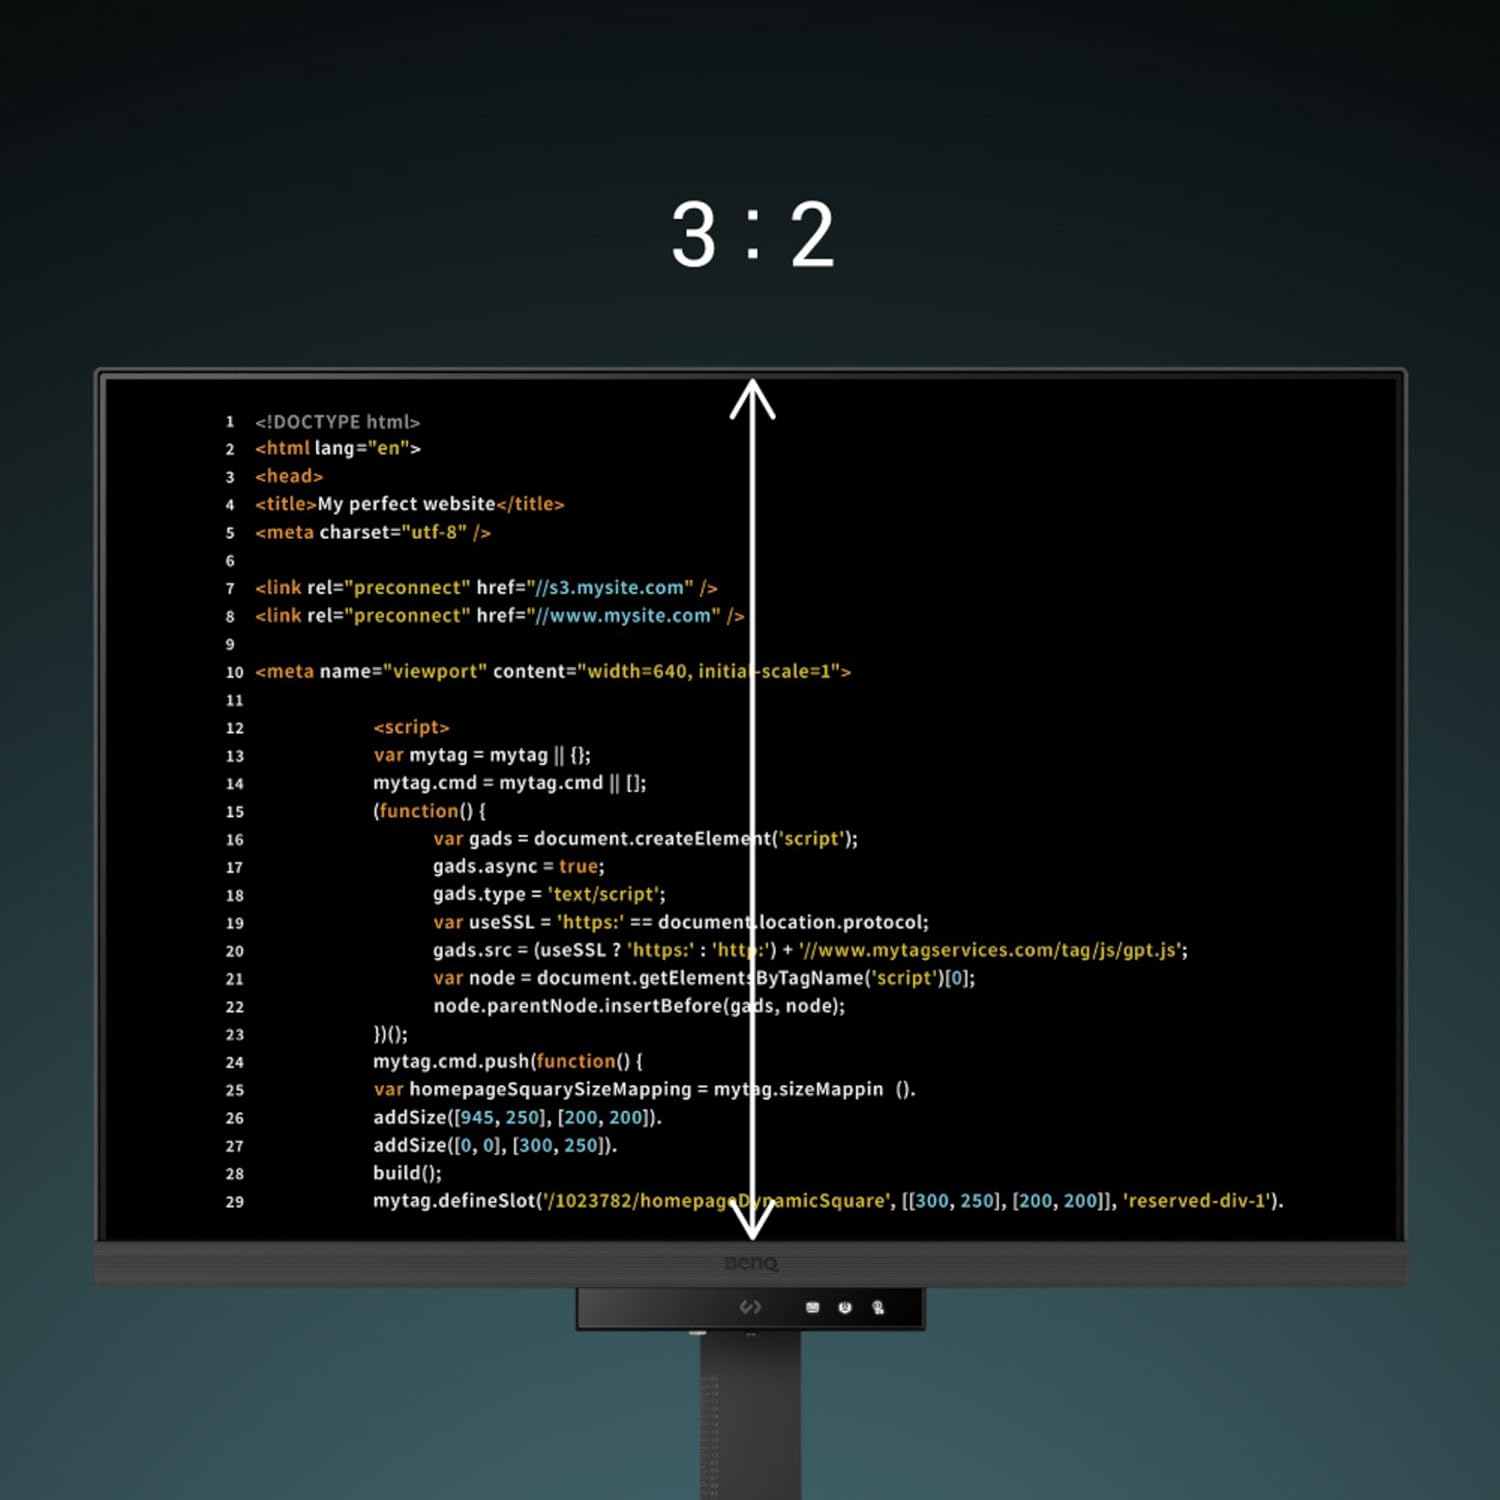 3 : 2
1 <!DOCTYPE html>
2 <html lang="en">
3 <head>
4 <title>My perfect website</title>
5 <meta charset="utf-8" />
6
7 <link rel="preconnect" href="//s3.mysite.com" />
8 <link rel="preconnect" href="//www.mysite.com" />
9
10 <meta name="viewport" content="width=640, initial-scale=1">
11
12 <script>
13 var mytag = mytag || {};
14 mytag.cmd = mytag.cmd || [];
15 (function() {
16 var gads = document.createElement('script');
17 gads.async = true;
18 gads.type = 'text/script';
19 var useSSL = 'https:' == document.location.protocol;
20 gads.src = (useSSL ? 'https:' : 'http:') + '//www.mytagservices.com/tag/js/gpt.js';
21 var node = document.getElementsByTagName('script')[0];
22 node.parentNode.insertBefore(gads, node);
23 })();
24 mytag.cmd.push(function() {
25 var homepageSquarySizeMapping = mytag.sizeMappin ().
26 addSize([945, 250], [200, 200]).
27 addSize([0, 0], [300, 250]).
28 build();
29 mytag.defineSlot('/1023782/homepageDynamicSquare', [[300, 250], [200, 200]], 'reserved-div-1').
BenQ